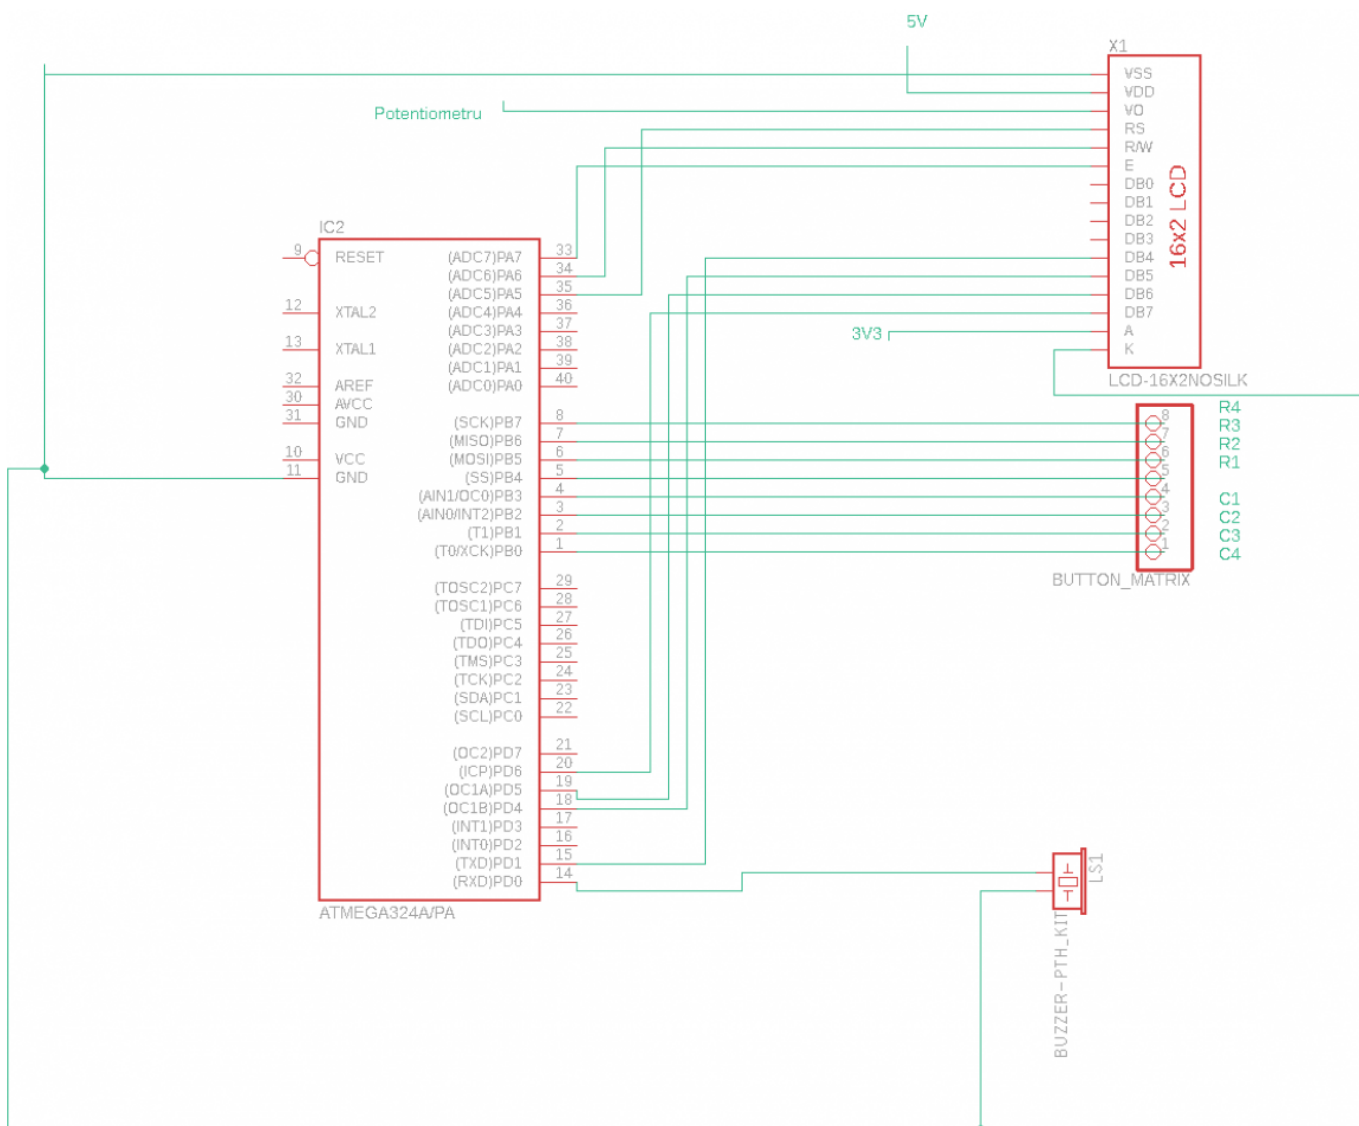 5V
X1
VSS
VDD
VO
RS
R/W
E
DB0
DB1
DB2
DB3
DB4
DB5
DB6
DB7
A
K
16x2 LCD
LCD-16X2NOSILK
Potentiometru
3V3
IC2
9 RESET
12 XTAL2
13 XTAL1
32 AREF
30 AVCC
31 GND
10 VCC
11 GND
(ADC7)PA7 33
(ADC6)PA6 34
(ADC5)PA5 35
(ADC4)PA4 36
(ADC3)PA3 37
(ADC2)PA2 38
(ADC1)PA1 39
(ADC0)PA0 40
(SCK)PB7 8
(MISO)PB6 7
(MOSI)PB5 6
(SS)PB4 5
(AIN1/OC0)PB3 4
(AIN0/INT2)PB2 3
(T1)PB1 2
(T0/XCK)PB0 1
(TOSC2)PC7 29
(TOSC1)PC6 28
(TDI)PC5 27
(TDO)PC4 26
(TMS)PC3 25
(TCK)PC2 24
(SDA)PC1 23
(SCL)PC0 22
(OC2)PD7 21
(ICP)PD6 20
(OC1A)PD5 19
(OC1B)PD4 18
(INT1)PD3 17
(INT0)PD2 16
(TXD)PD1 15
(RXD)PD0 14
ATMEGA324A/PA
8
7
6
5
4
3
2
1
R4
R3
R2
R1
C1
C2
C3
C4
BUTTON_MATRIX
LS1
BUZZER-PTH_KIT